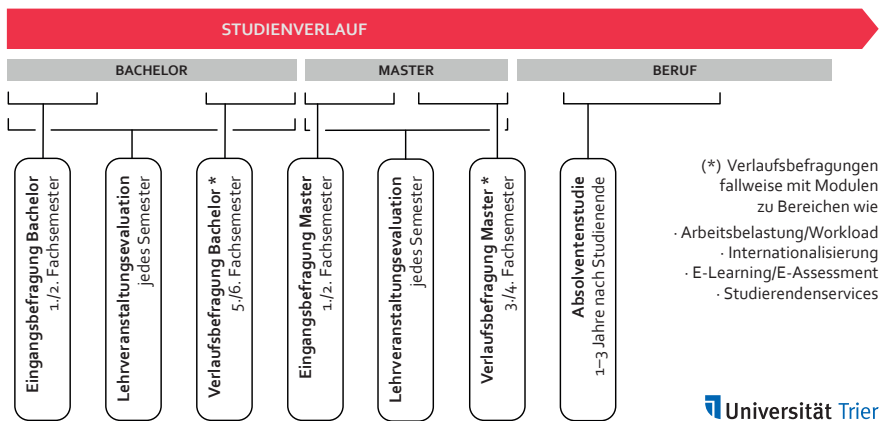 STUDIENVERLAUF
BACHELOR
MASTER
BERUF
Eingangsbefragung Bachelor
1./2. Fachsemester
Lehrveranstaltungsevaluation
jedes Semester
Verlaufsbefragung Bachelor *
5./6. Fachsemester
Eingangsbefragung Master
1./2. Fachsemester
Lehrveranstaltungsevaluation
jedes Semester
Verlaufsbefragung Master *
3./4. Fachsemester
Absolventenstudie
1–3 Jahre nach Studienende
(*) Verlaufsbefragungen
fallweise mit Modulen
zu Bereichen wie
· Arbeitsbelastung/Workload
· Internationalisierung
· E-Learning/E-Assessment
· Studierendenservices
Universität Trier